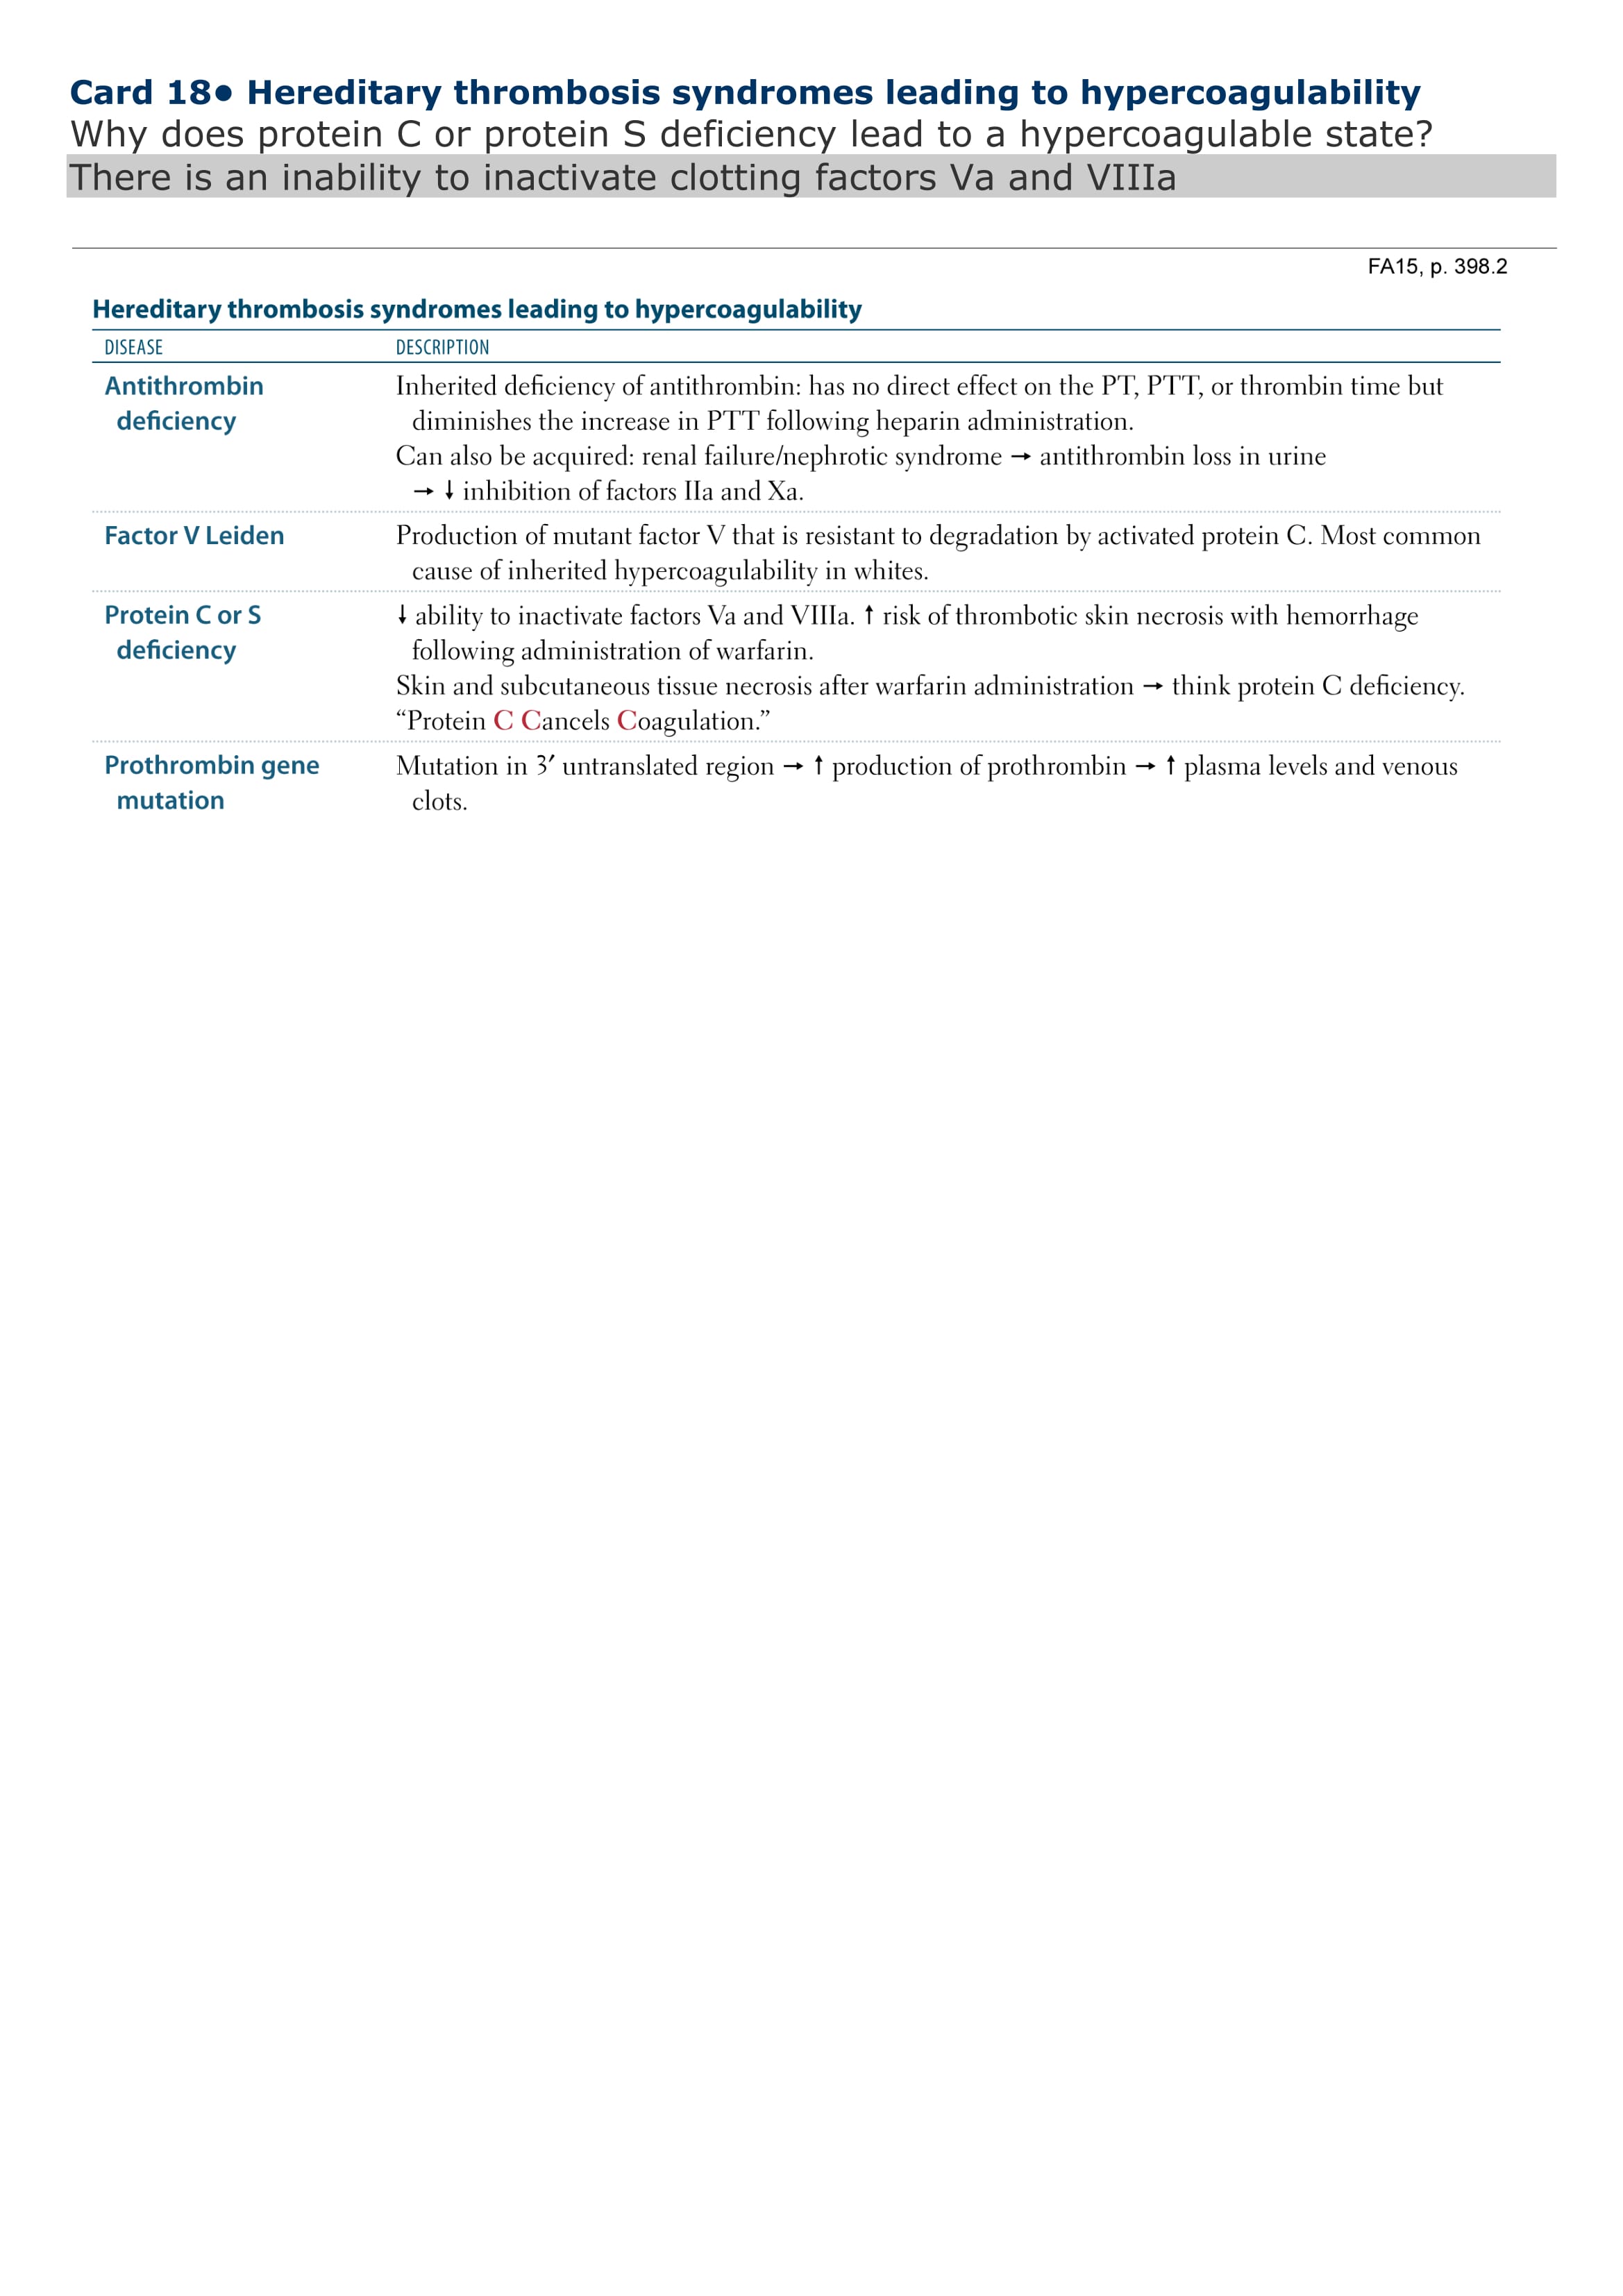 Card 18● Hereditary thrombosis syndromes leading to hypercoagulability
Why does protein C or protein S deficiency lead to a hypercoagulable state?
There is an inability to inactivate clotting factors Va and VIIIa
FA15, p. 398.2
Hereditary thrombosis syndromes leading to hypercoagulability
DISEASE DESCRIPTION
Antithrombin deficiency
Inherited deficiency of antithrombin: has no direct effect on the PT, PTT, or thrombin time but
diminishes the increase in PTT following heparin administration.
Can also be acquired: renal failure/nephrotic syndrome → antithrombin loss in urine
→ ↓ inhibition of factors IIa and Xa.
Factor V Leiden
Production of mutant factor V that is resistant to degradation by activated protein C. Most common
cause of inherited hypercoagulability in whites.
Protein C or S
deficiency
↓ ability to inactivate factors Va and VIIIa. ↑ risk of thrombotic skin necrosis with hemorrhage
following administration of warfarin.
Skin and subcutaneous tissue necrosis after warfarin administration → think protein C deficiency.
“Protein C Cancels Coagulation.”
Prothrombin gene
mutation
Mutation in 3′ untranslated region → ↑ production of prothrombin → ↑ plasma levels and venous
clots.